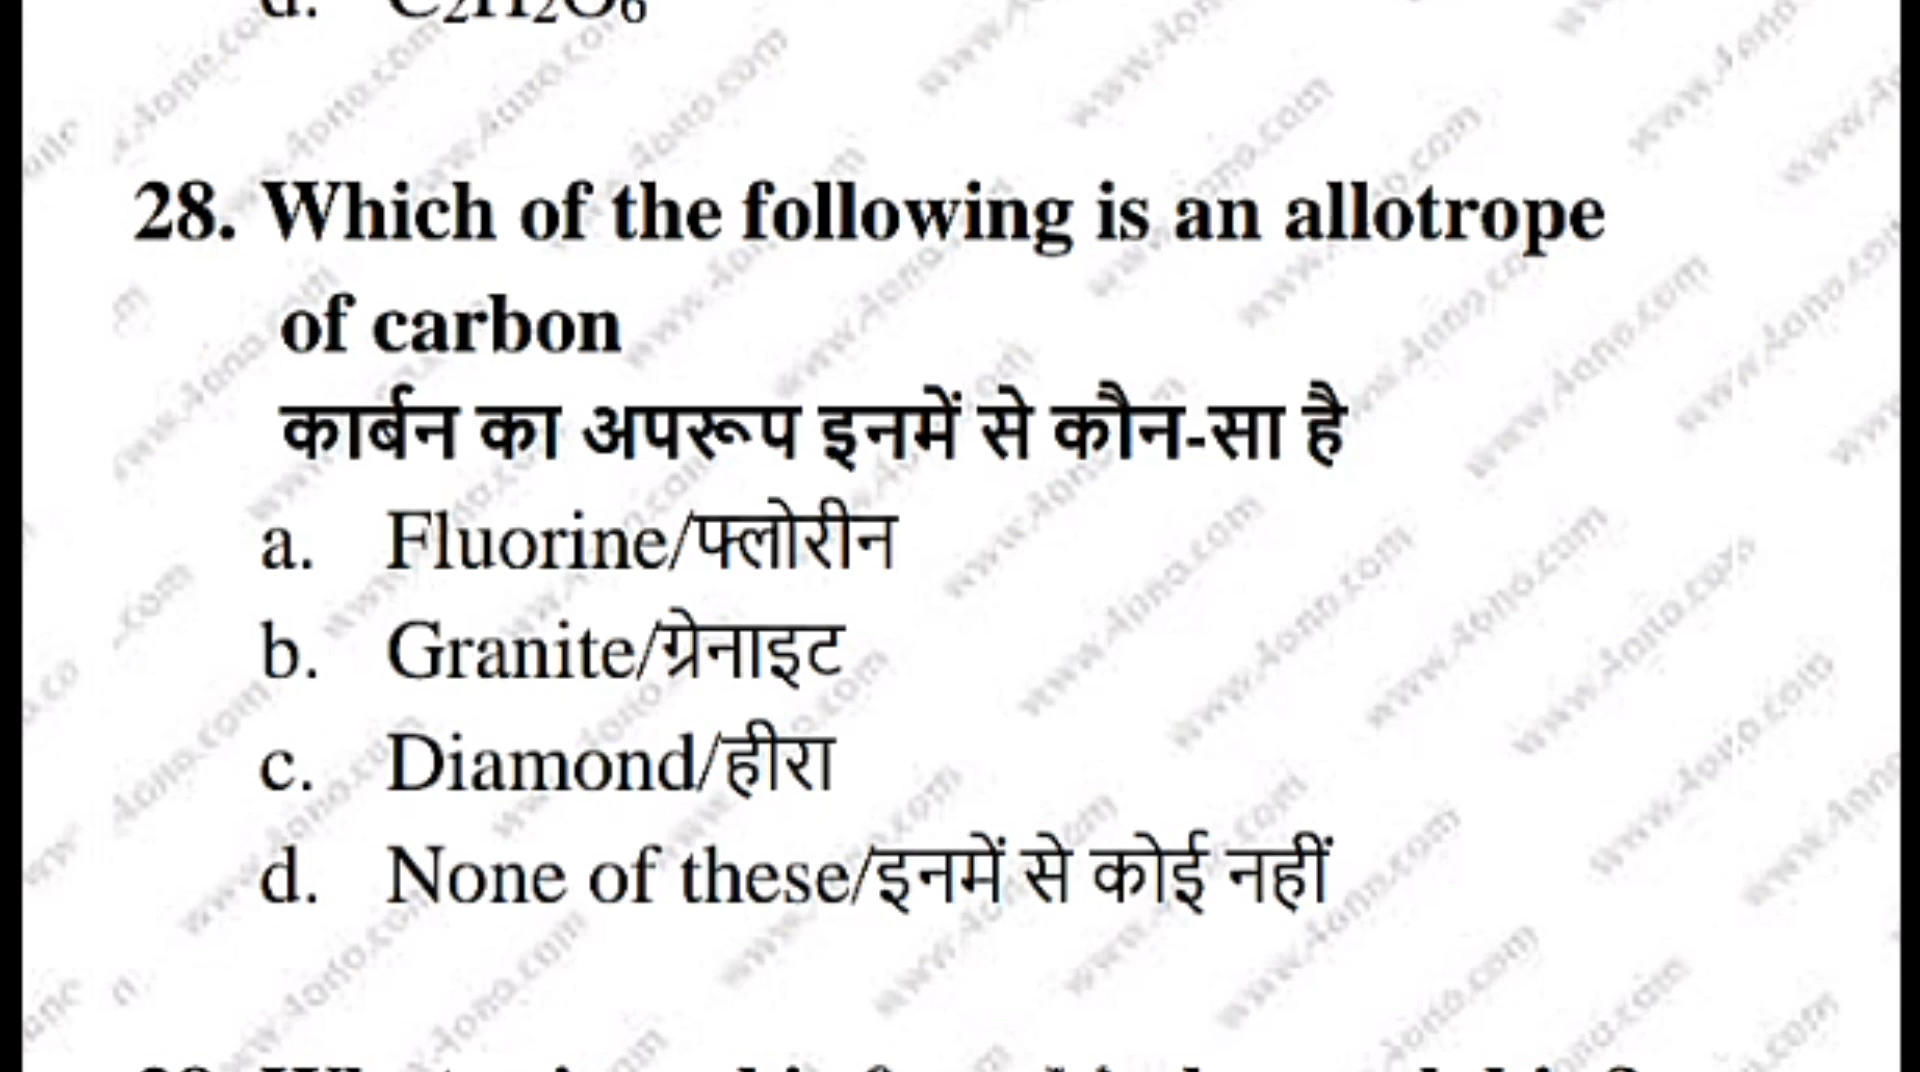 d. C₂H₂O₆
28. Which of the following is an allotrope
of carbon
कार्बन का अपरूप इनमें से कौन-सा है
a. Fluorine/फ्लोरीन
b. Granite/ग्रेनाइट
c. Diamond/हीरा
d. None of these/इनमें से कोई नहीं